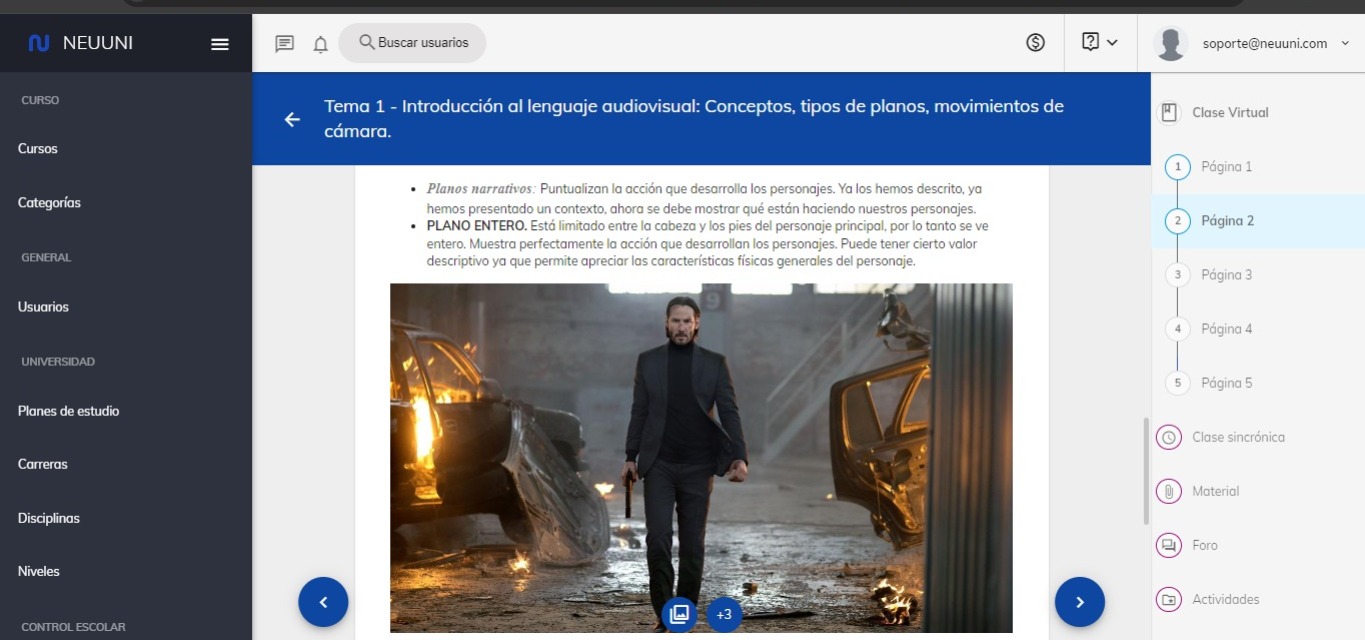 NEUUNI
Buscar usuarios
soporte@neuuni.com
CURSO
Cursos
Categorías
GENERAL
Usuarios
UNIVERSIDAD
Planes de estudio
Carreras
Disciplinas
Niveles
CONTROL ESCOLAR
Tema 1 - Introducción al lenguaje audiovisual: Conceptos, tipos de planos, movimientos de
cámara.
• Planos narrativos: Puntualizan la acción que desarrolla los personajes. Ya los hemos descrito, ya
hemos presentado un contexto, ahora se debe mostrar qué están haciendo nuestros personajes.
• PLANO ENTERO. Está limitado entre la cabeza y los pies del personaje principal, por lo tanto se ve
entero. Muestra perfectamente la acción que desarrollan los personajes. Puede tener cierto valor
descriptivo ya que permite apreciar las características físicas generales del personaje.
9
+3
Clase Virtual
1 Página 1
2 Página 2
3 Página 3
4 Página 4
5 Página 5
Clase sincrónica
Material
Foro
Actividades